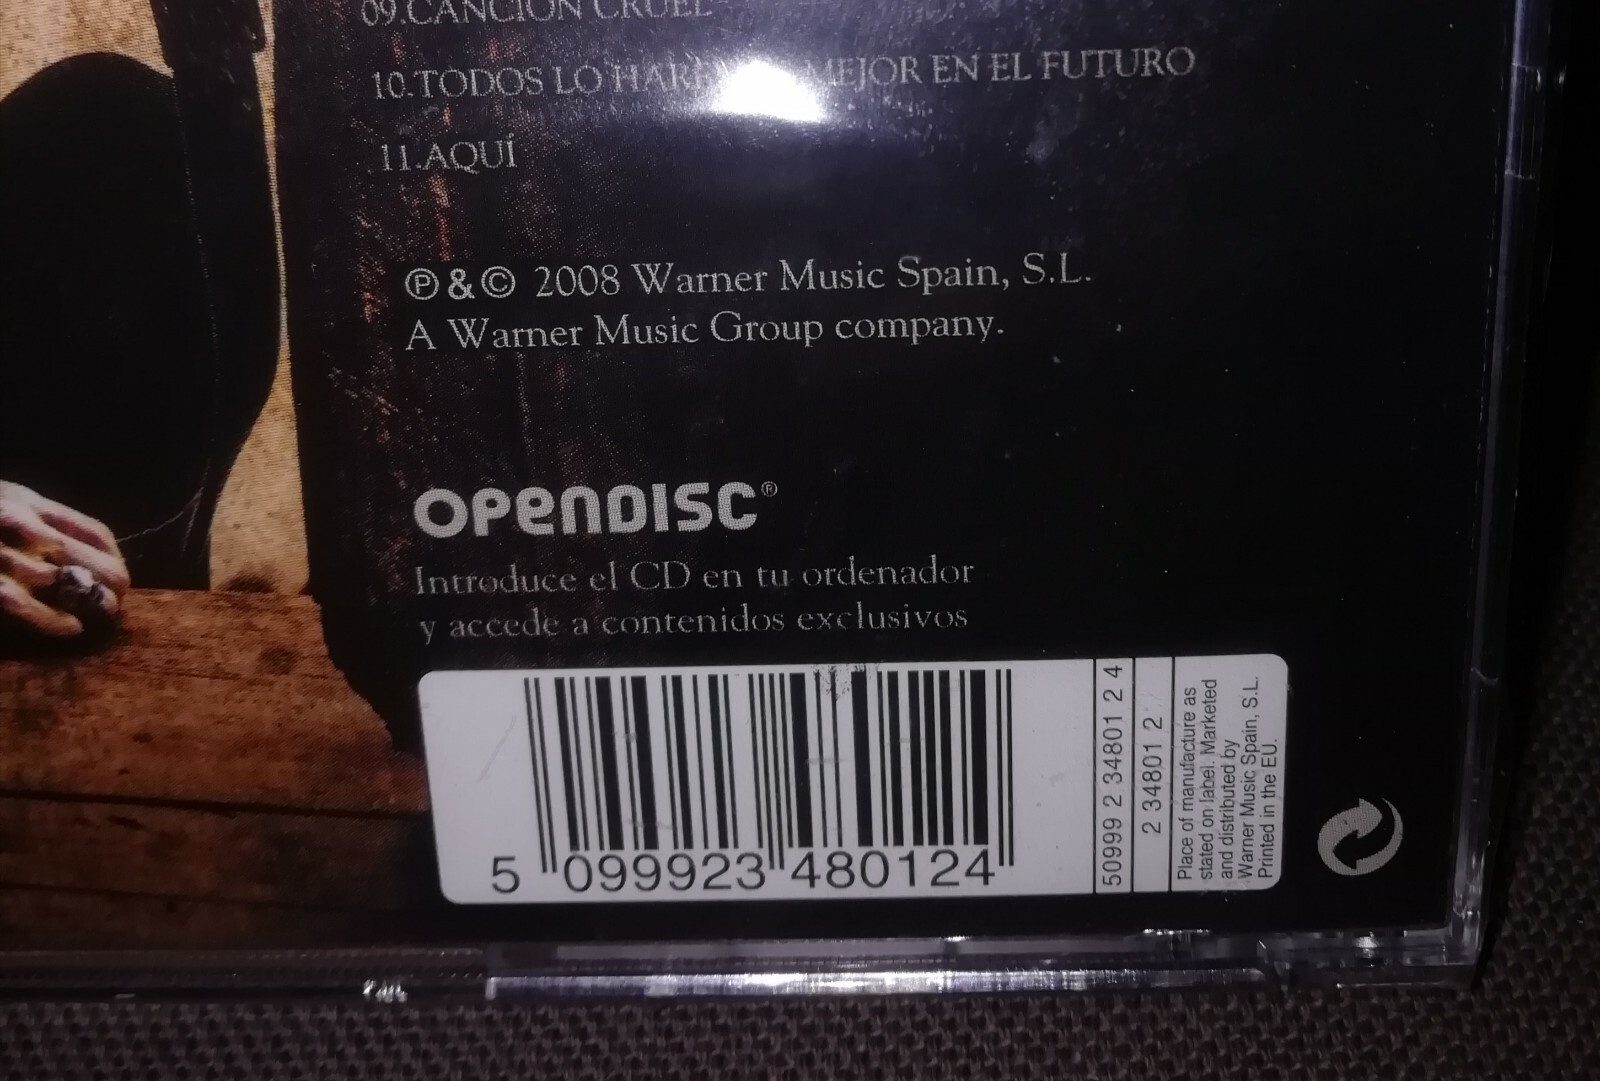 09.CANCIÓN CRUEL
10.TODOS LO MEJOR EN EL FUTURO
11.AQUÍ
℗ & © 2008 Warner Music Spain, S.L.
A Warner Music Group company.
OPENDISC®
Introduce el CD en tu ordenador
y accede a contenidos exclusivos
5 099923 480124
50999 2 34801 2 4
2 34801 2
Place of manufacture as
stated on label. Marketed
and distributed by
Warner Music Spain, S.L.
Printed in the EU.